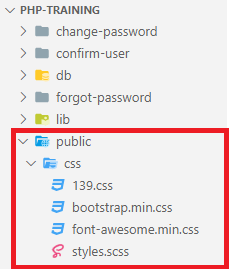 PHP-TRAINING
change-password
confirm-user
db
forgot-password
lib
public
css
139.css
bootstrap.min.css
font-awesome.min.css
styles.scss